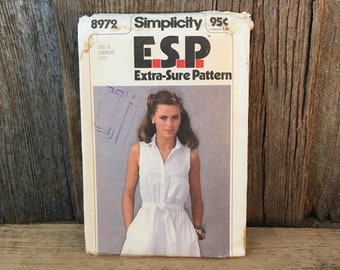 8972 Simplicity 95¢
E.S.P.
Extra-Sure Pattern